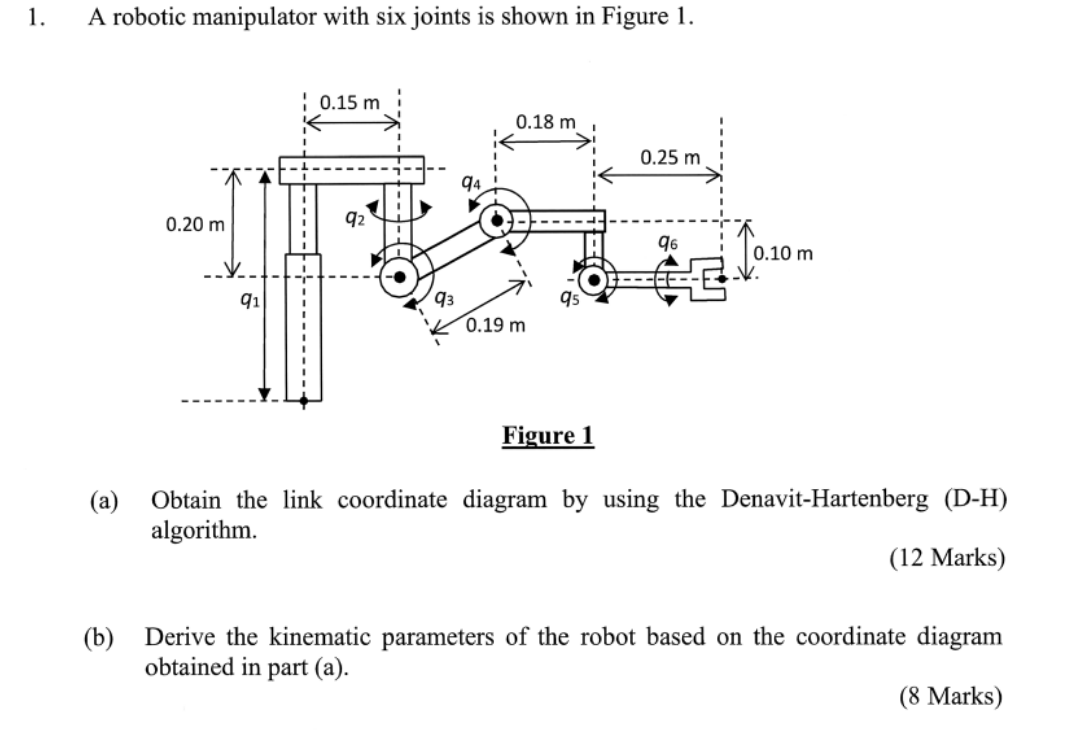 1. A robotic manipulator with six joints is shown in Figure 1.
0.15 m
0.18 m
0.25 m
q4
0.20 m
q2
q6
0.10 m
q1
q3
q5
0.19 m
Figure 1
(a) Obtain the link coordinate diagram by using the Denavit-Hartenberg (D-H)
algorithm.
(12 Marks)
(b) Derive the kinematic parameters of the robot based on the coordinate diagram
obtained in part (a).
(8 Marks)